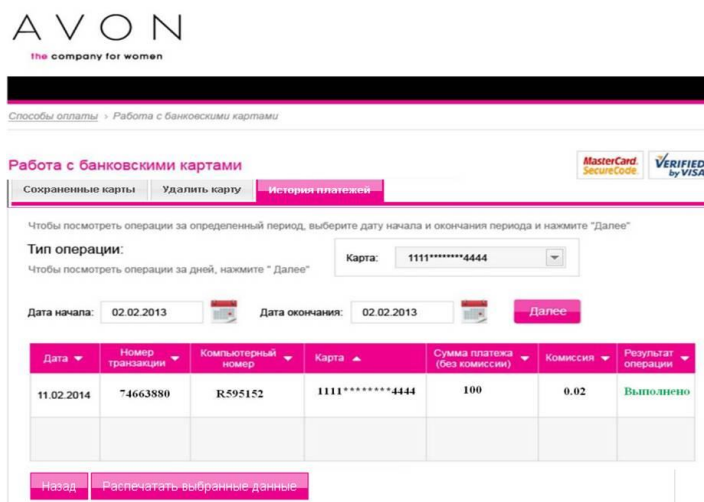 AVON
the company for women
Способы оплаты › Работа с банковскими картами
Работа с банковскими картами
MasterCard. SecureCode.
VERIFIED by VISA
Сохраненные карты Удалить карту История платежей
Чтобы посмотреть операции за определенный период, выберите дату начала и окончания периода и нажмите "Далее"
Тип операции:
Карта: 1111********4444
Чтобы посмотреть операции за дней, нажмите " Далее"
Дата начала: 02.02.2013 Дата окончания: 02.02.2013 Далее
Дата Номер транзакции Компьютерный номер Карта Сумма платежа (без комиссии) Комиссия Результат операции
11.02.2014 74663880 R595152 1111********4444 100 0.02 Выполнено
Назад Распечатать выбранные данные